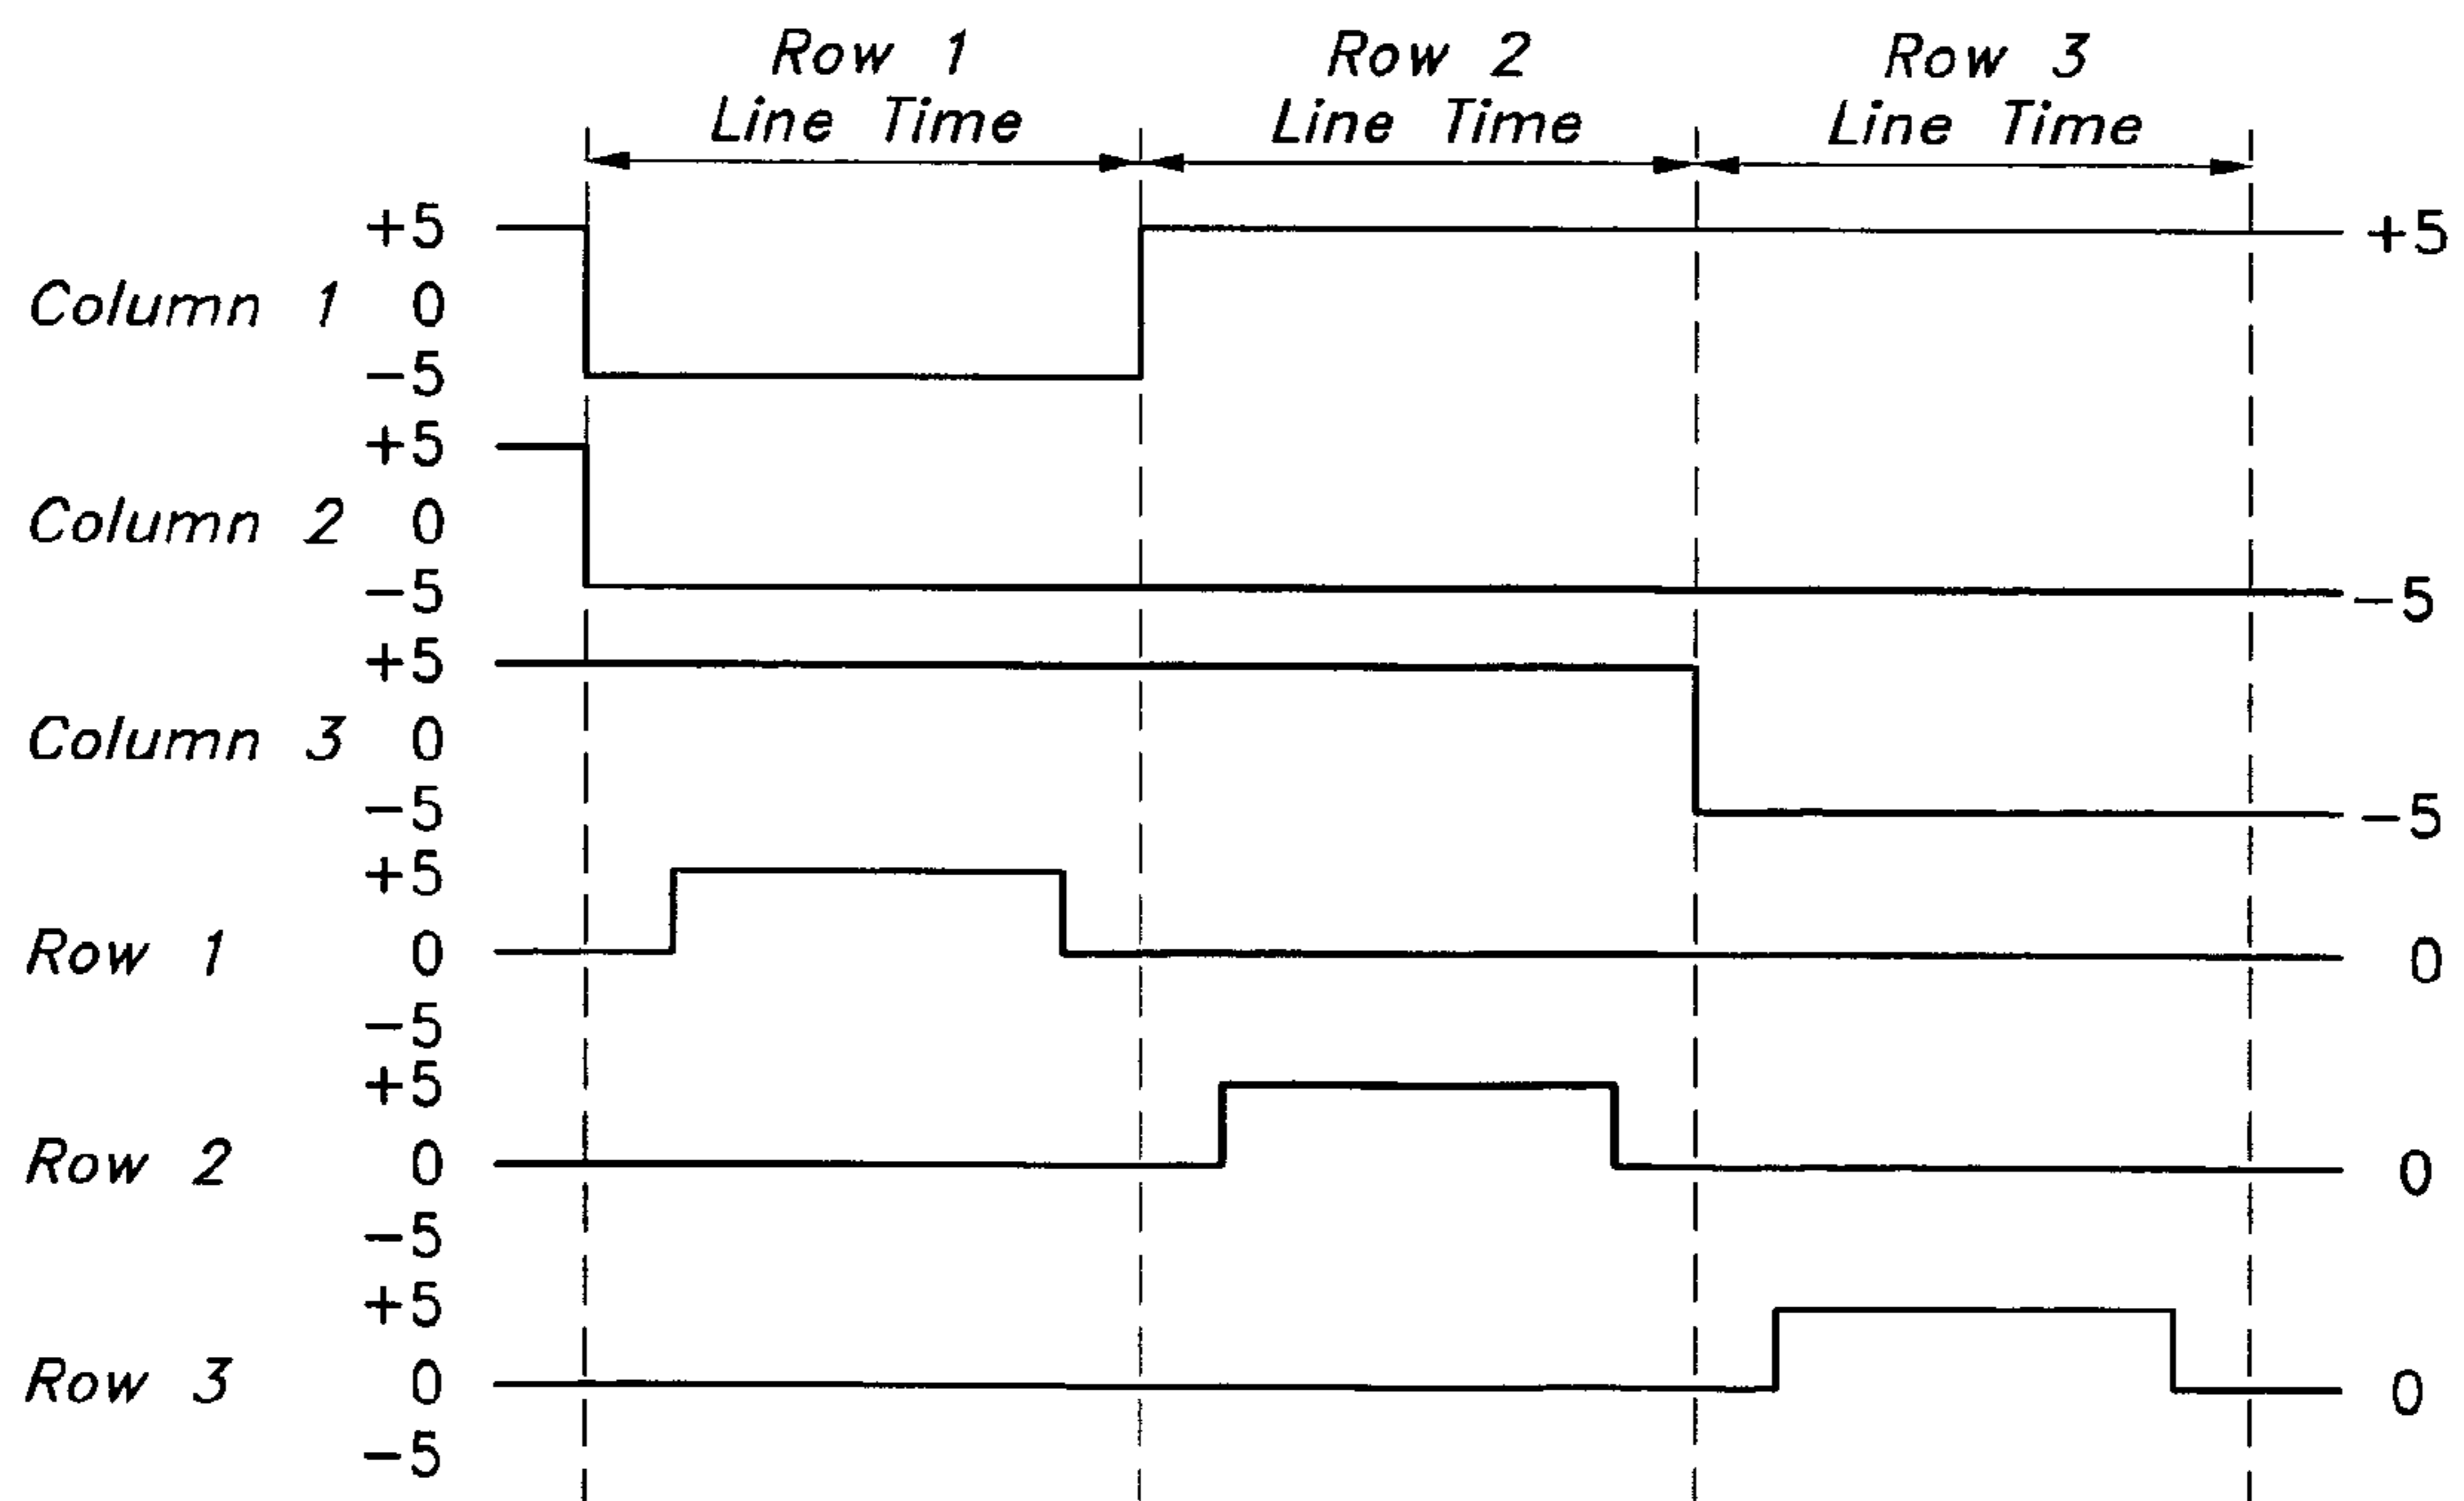 Row 1 Row 2 Row 3
Line Time Line Time Line Time
+5 +5
Column 1 0
-5
+5
Column 2 0
-5 -5
+5
Column 3 0
-5 -5
+5
Row 1 0 0
-5
+5
Row 2 0 0
-5
+5
Row 3 0 0
-5